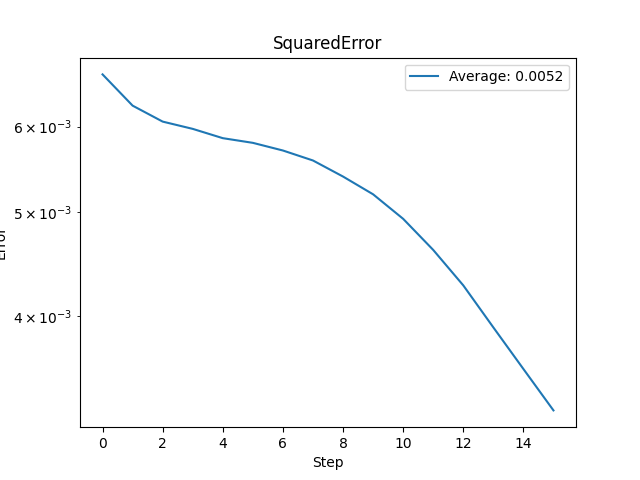 SquaredError
Average: 0.0052
6 × 10⁻³
5 × 10⁻³
4 × 10⁻³
Error
0 2 4 6 8 10 12 14
Step